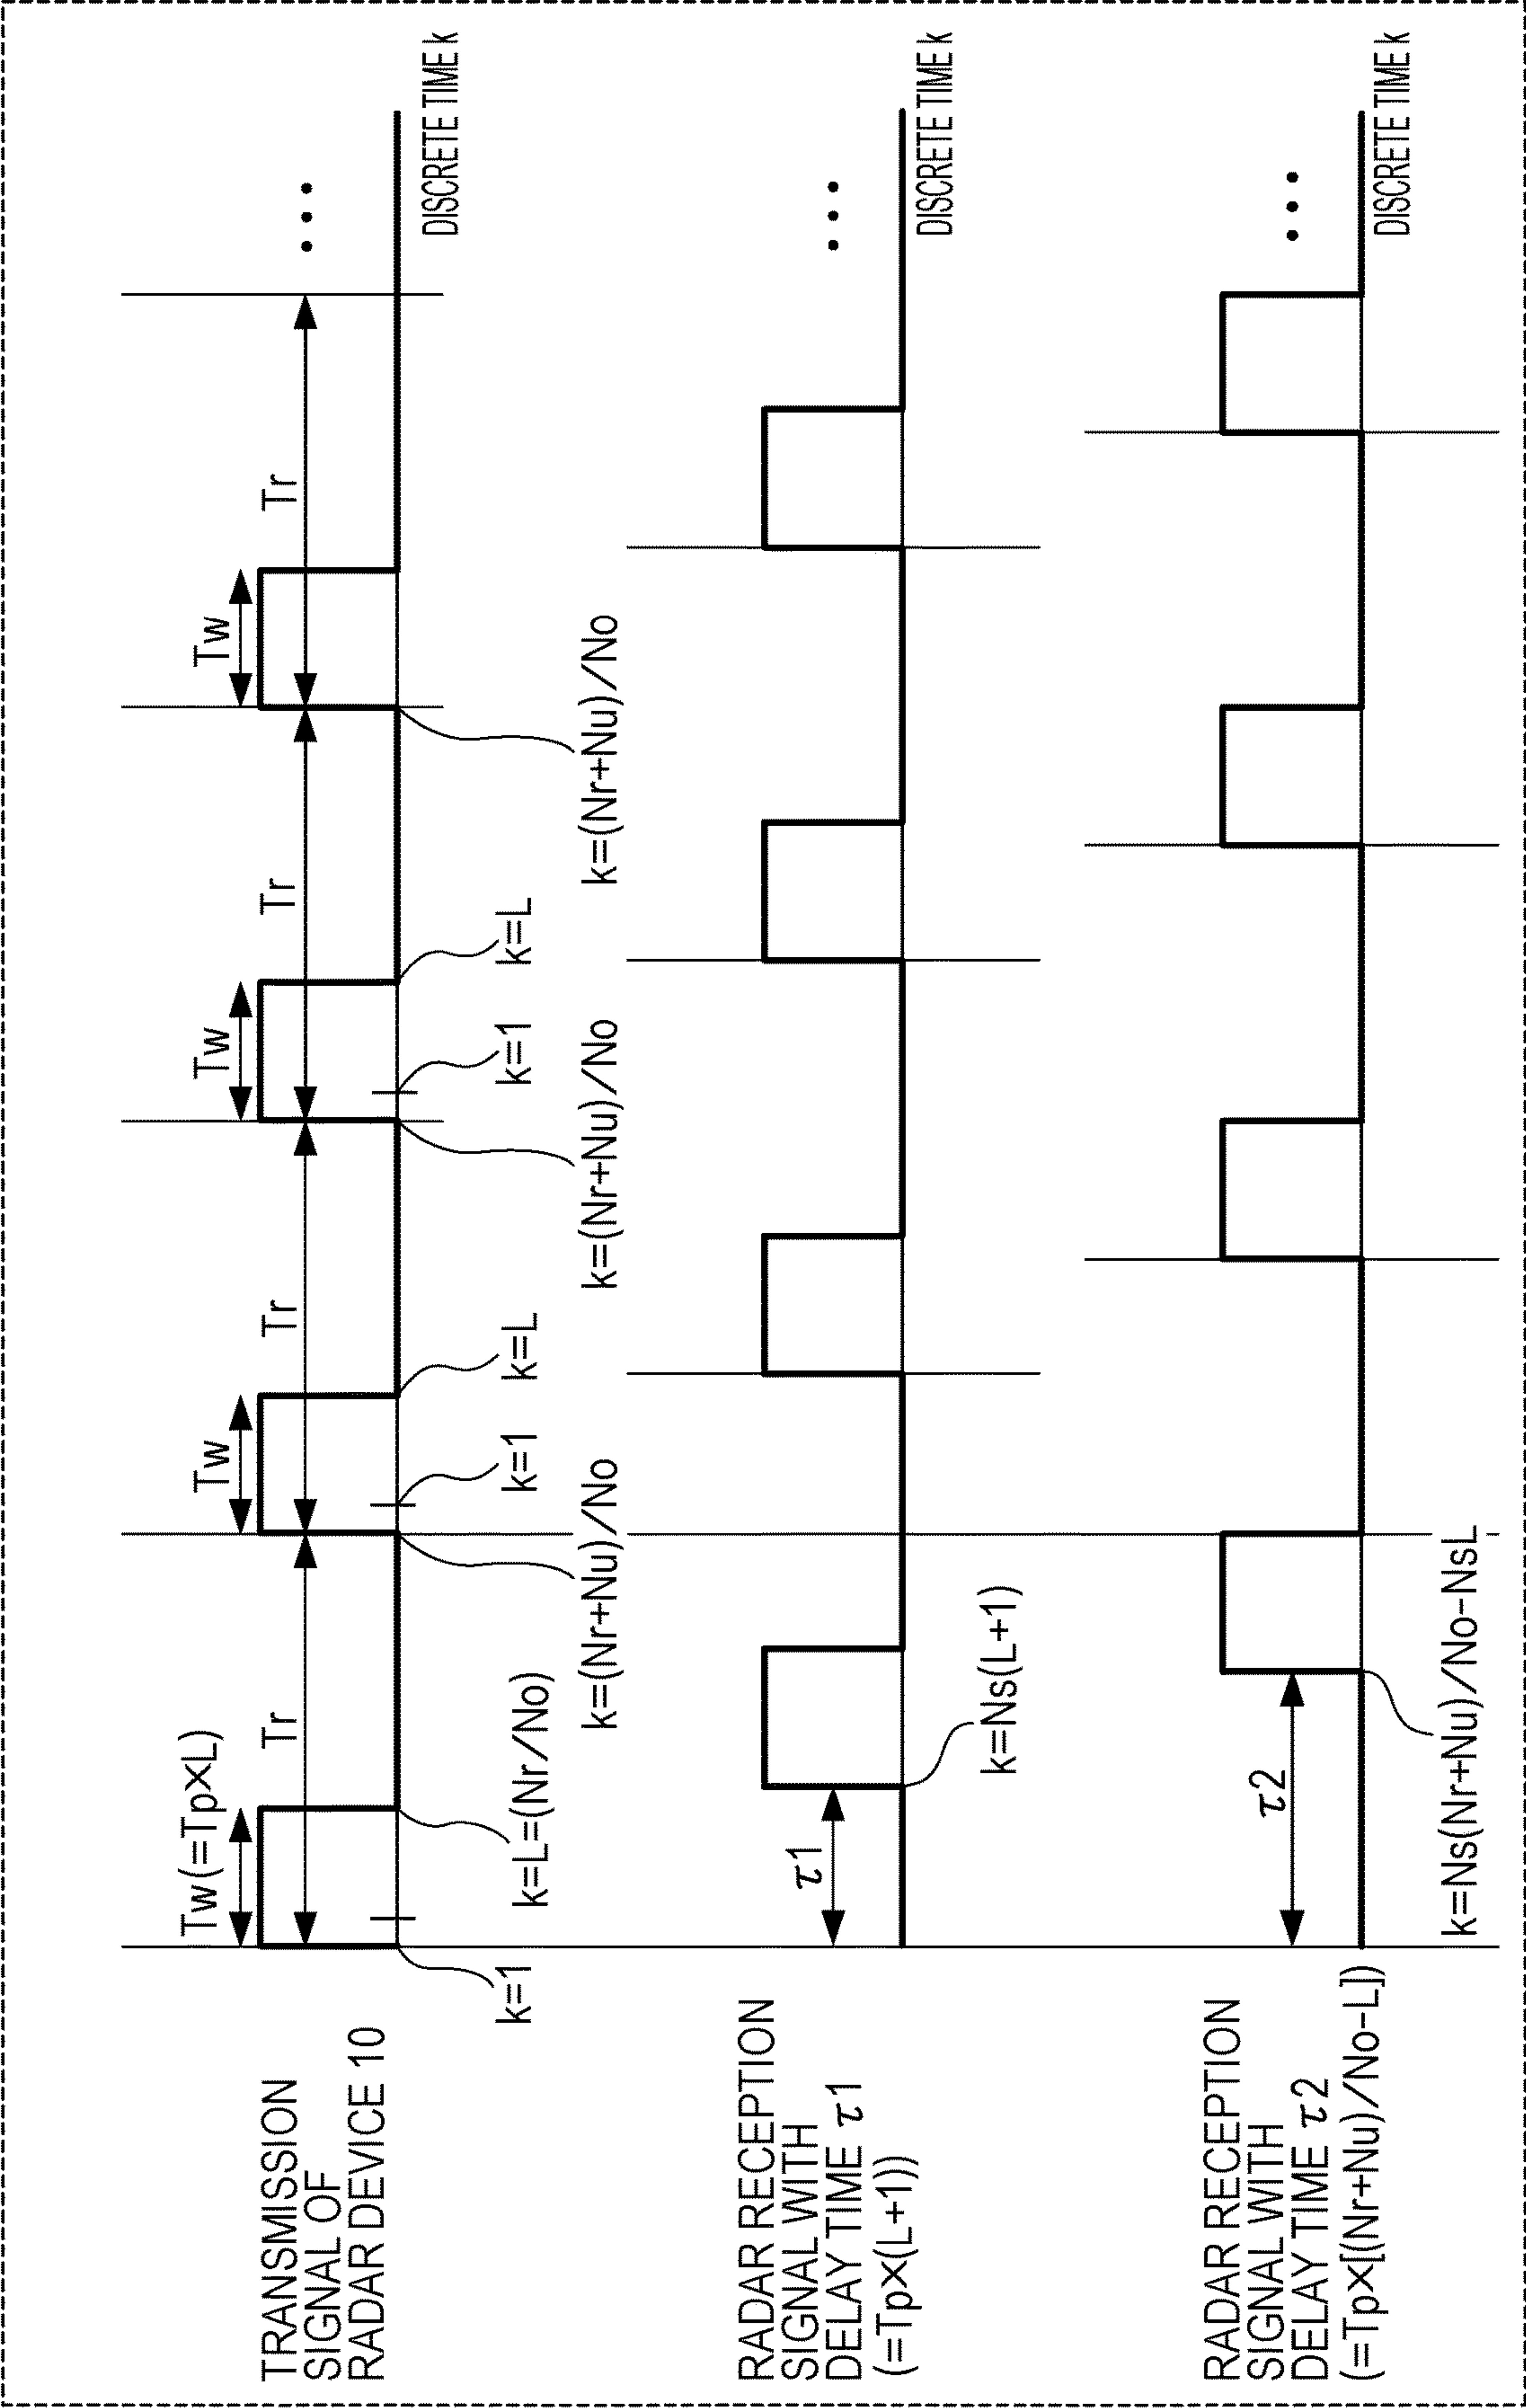 TRANSMISSION
SIGNAL OF
RADAR DEVICE 10
Tw(=Tp×L)
Tw
Tw
Tw
Tr
Tr
Tr
Tr
...
k=1
k=L=(Nr/No)
k=(Nr+Nu)/No
k=1
k=L
k=(Nr+Nu)/No
k=1
k=L
k=(Nr+Nu)/No
DISCRETE TIME k
RADAR RECEPTION
SIGNAL WITH
DELAY TIME τ1
(=Tp×(L+1))
τ1
k=Ns(L+1)
...
DISCRETE TIME k
RADAR RECEPTION
SIGNAL WITH
DELAY TIME τ2
(=Tp×[(Nr+Nu)/No-L])
τ2
k=Ns(Nr+Nu)/No-NsL
...
DISCRETE TIME k